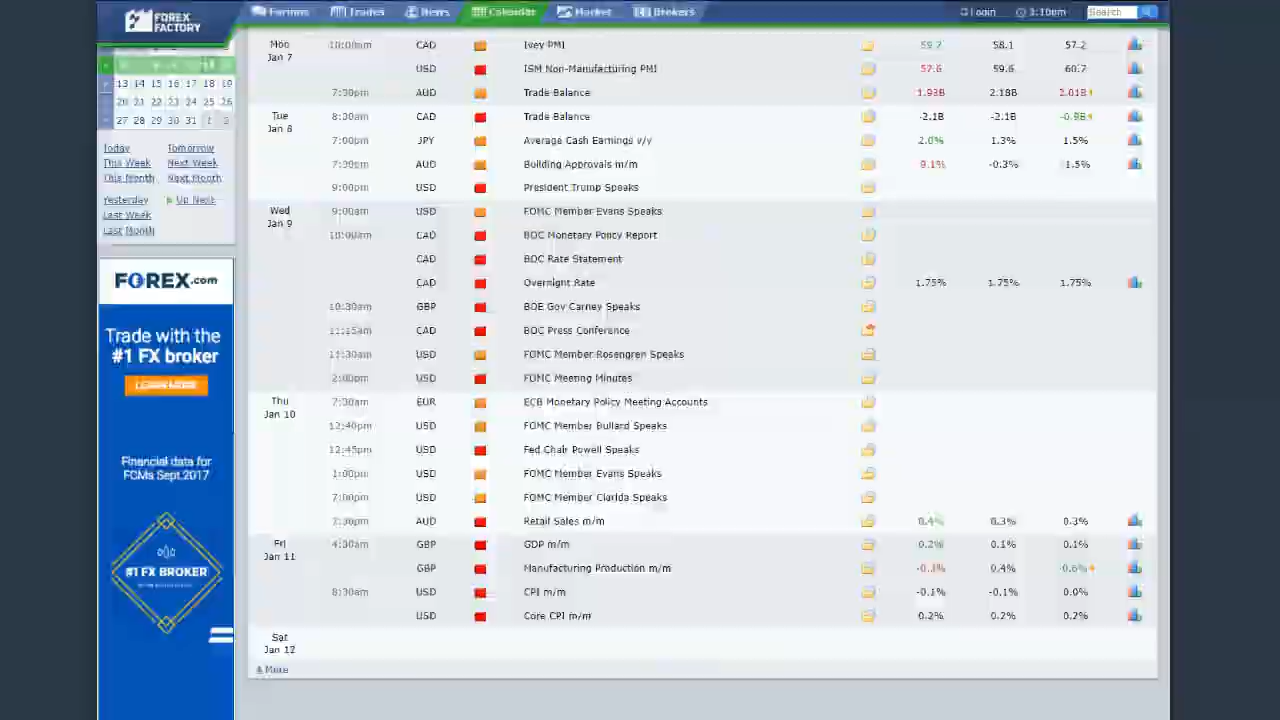 FOREX FACTORY
Forums Trades News Calendar Market Brokers Login 3:10pm Search
13 14 15 16 17 18 19
20 21 22 23 24 25 26
27 28 29 30 31 1 2
Today Tomorrow
This Week Next Week
This Month Next Month
Yesterday Up Next
Last Week
Last Month
FOREX.com
Trade with the
#1 FX broker
LEARN MORE
Financial data for
FCMs Sept.2017
#1 FX BROKER
Mon Jan 7 10:00am CAD Ivey PMI 59.7 58.1 57.2
USD ISM Non-Manufacturing PMI 57.6 59.6 60.7
7:30pm AUD Trade Balance 1.93B 2.18B 2.01B
Tue Jan 8 8:30am CAD Trade Balance -2.1B -2.1B -0.9B
7:00pm JPY Average Cash Earnings y/y 2.0% 1.3% 1.5%
7:30pm AUD Building Approvals m/m -9.1% -0.3% -1.5%
9:00pm USD President Trump Speaks
Wed Jan 9 9:00am USD FOMC Member Evans Speaks
10:00am CAD BOC Monetary Policy Report
CAD BOC Rate Statement
CAD Overnight Rate 1.75% 1.75% 1.75%
10:30am GBP BOE Gov Carney Speaks
11:15am CAD BOC Press Conference
11:30am USD FOMC Member Rosengren Speaks
2:00pm USD FOMC Meeting Minutes
Thu Jan 10 7:30am EUR ECB Monetary Policy Meeting Accounts
12:40pm USD FOMC Member Bullard Speaks
12:45pm USD Fed Chair Powell Speaks
1:00pm USD FOMC Member Evans Speaks
7:00pm USD FOMC Member Clarida Speaks
7:30pm AUD Retail Sales m/m 0.4% 0.3% 0.3%
Fri Jan 11 4:30am GBP GDP m/m 0.2% 0.1% 0.1%
GBP Manufacturing Production m/m -0.3% 0.4% -0.6%
8:30am USD CPI m/m -0.1% -0.1% 0.0%
USD Core CPI m/m 0.2% 0.2% 0.2%
Sat Jan 12
More